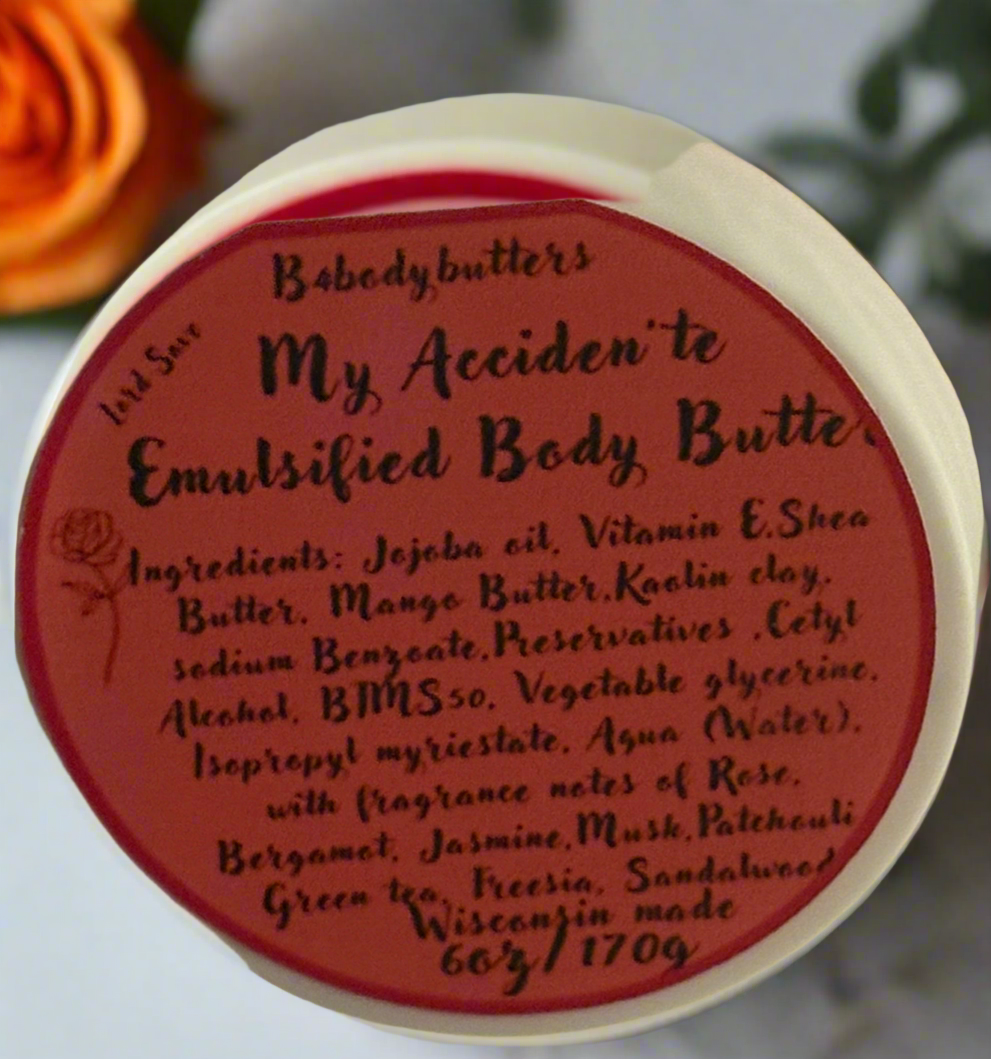 B4bodybutters
Lord Save
My Acciden'te
Emulsified Body Butter
Ingredients: Jojoba oil, Vitamin E.Shea
Butter, Mango Butter,Kaolin clay,
sodium Benzoate,Preservatives ,Cetyl
Alcohol, BTMS50, Vegetable glycerine,
Isopropyl myriestate, Aqua (Water),
with fragrance notes of Rose,
Bergamot, Jasmine,Musk,Patchouli
Green tea, Freesia, Sandalwood
Wisconsin made
6oz/170g